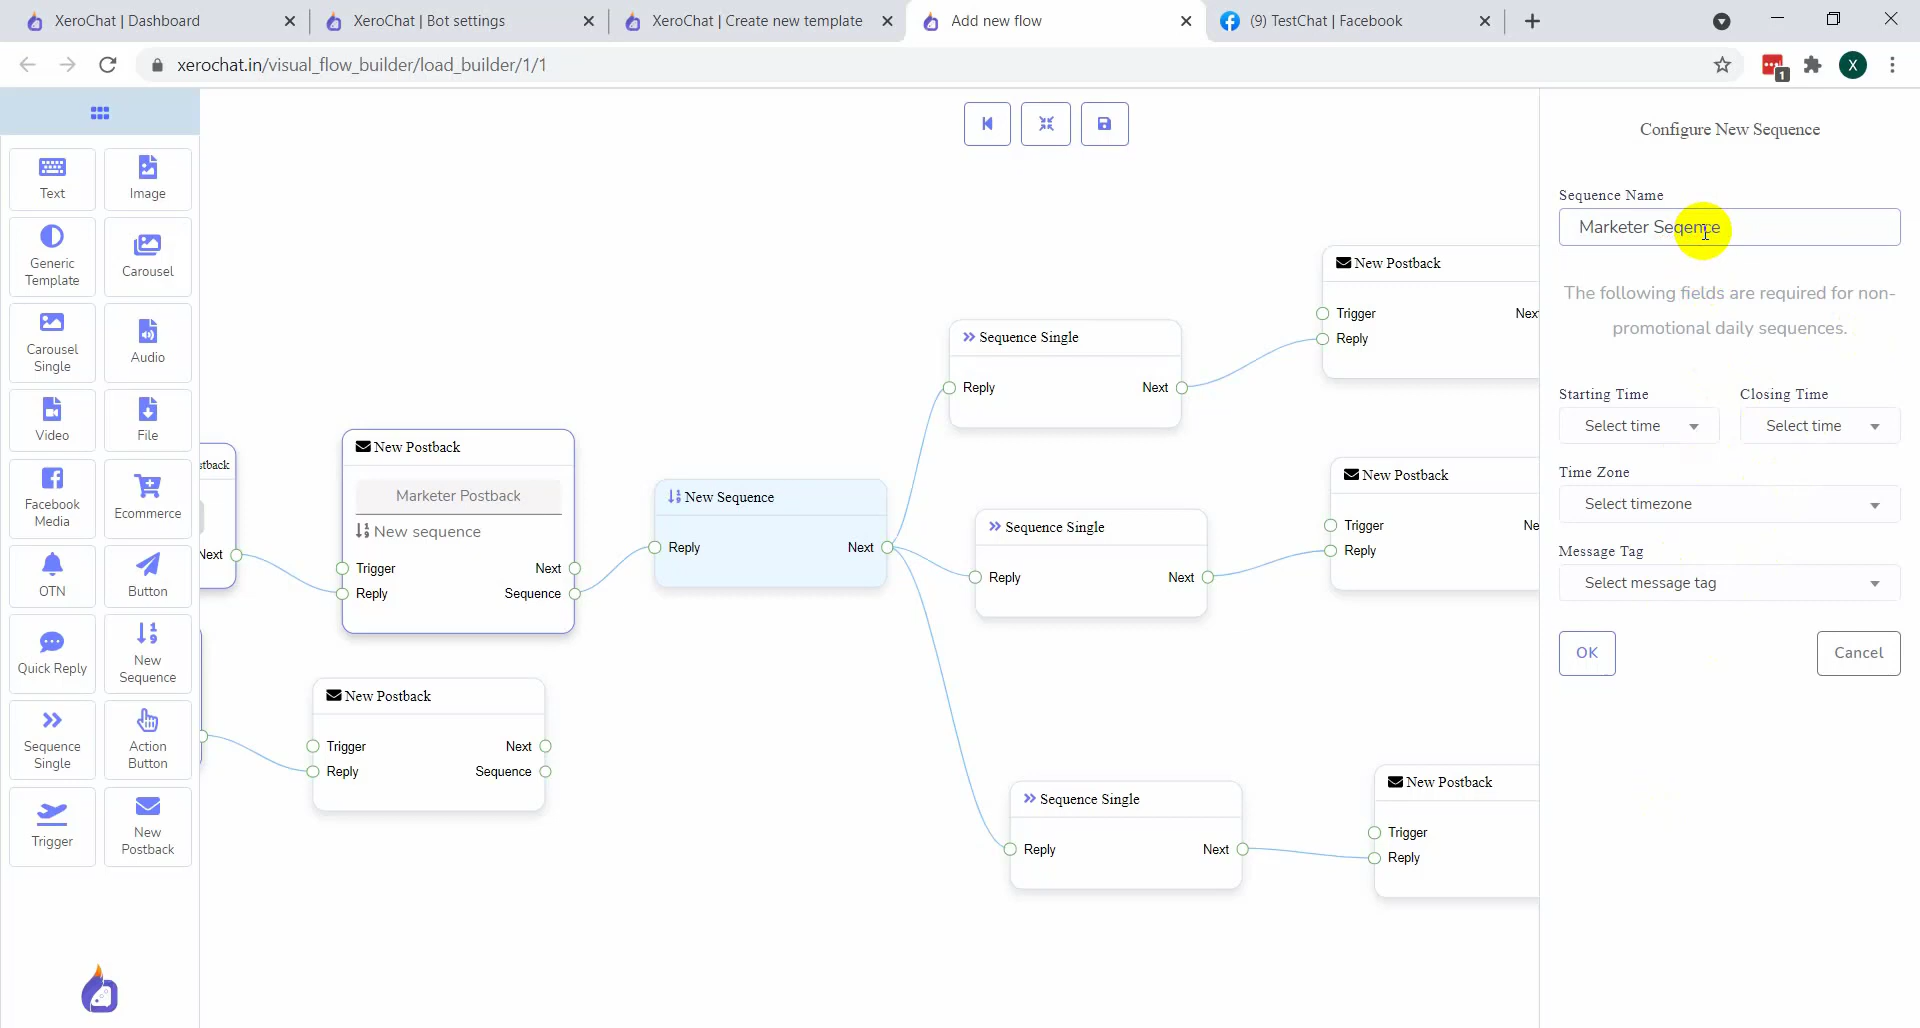 XeroChat | Dashboard
XeroChat | Bot settings
XeroChat | Create new template
Add new flow
(9) TestChat | Facebook
xerochat.in/visual_flow_builder/load_builder/1/1
1
X
Text
Image
Generic
Template
Carousel
Carousel
Single
Audio
Video
File
Facebook
Media
Ecommerce
OTN
Button
Quick Reply
New
Sequence
Sequence
Single
Action
Button
Trigger
New
Postback
stback
Next
New Postback
Marketer Postback
New sequence
Trigger
Next
Reply
Sequence
New Postback
Trigger
Next
Reply
Sequence
New Sequence
Reply
Next
Sequence Single
Reply
Next
Sequence Single
Reply
Next
Sequence Single
Reply
Next
New Postback
Trigger
Next
Reply
New Postback
Trigger
Ne
Reply
New Postback
Trigger
Reply
Configure New Sequence
Sequence Name
Marketer Seqence
The following fields are required for non-
promotional daily sequences.
Starting Time
Closing Time
Select time
Select time
Time Zone
Select timezone
Message Tag
Select message tag
OK
Cancel